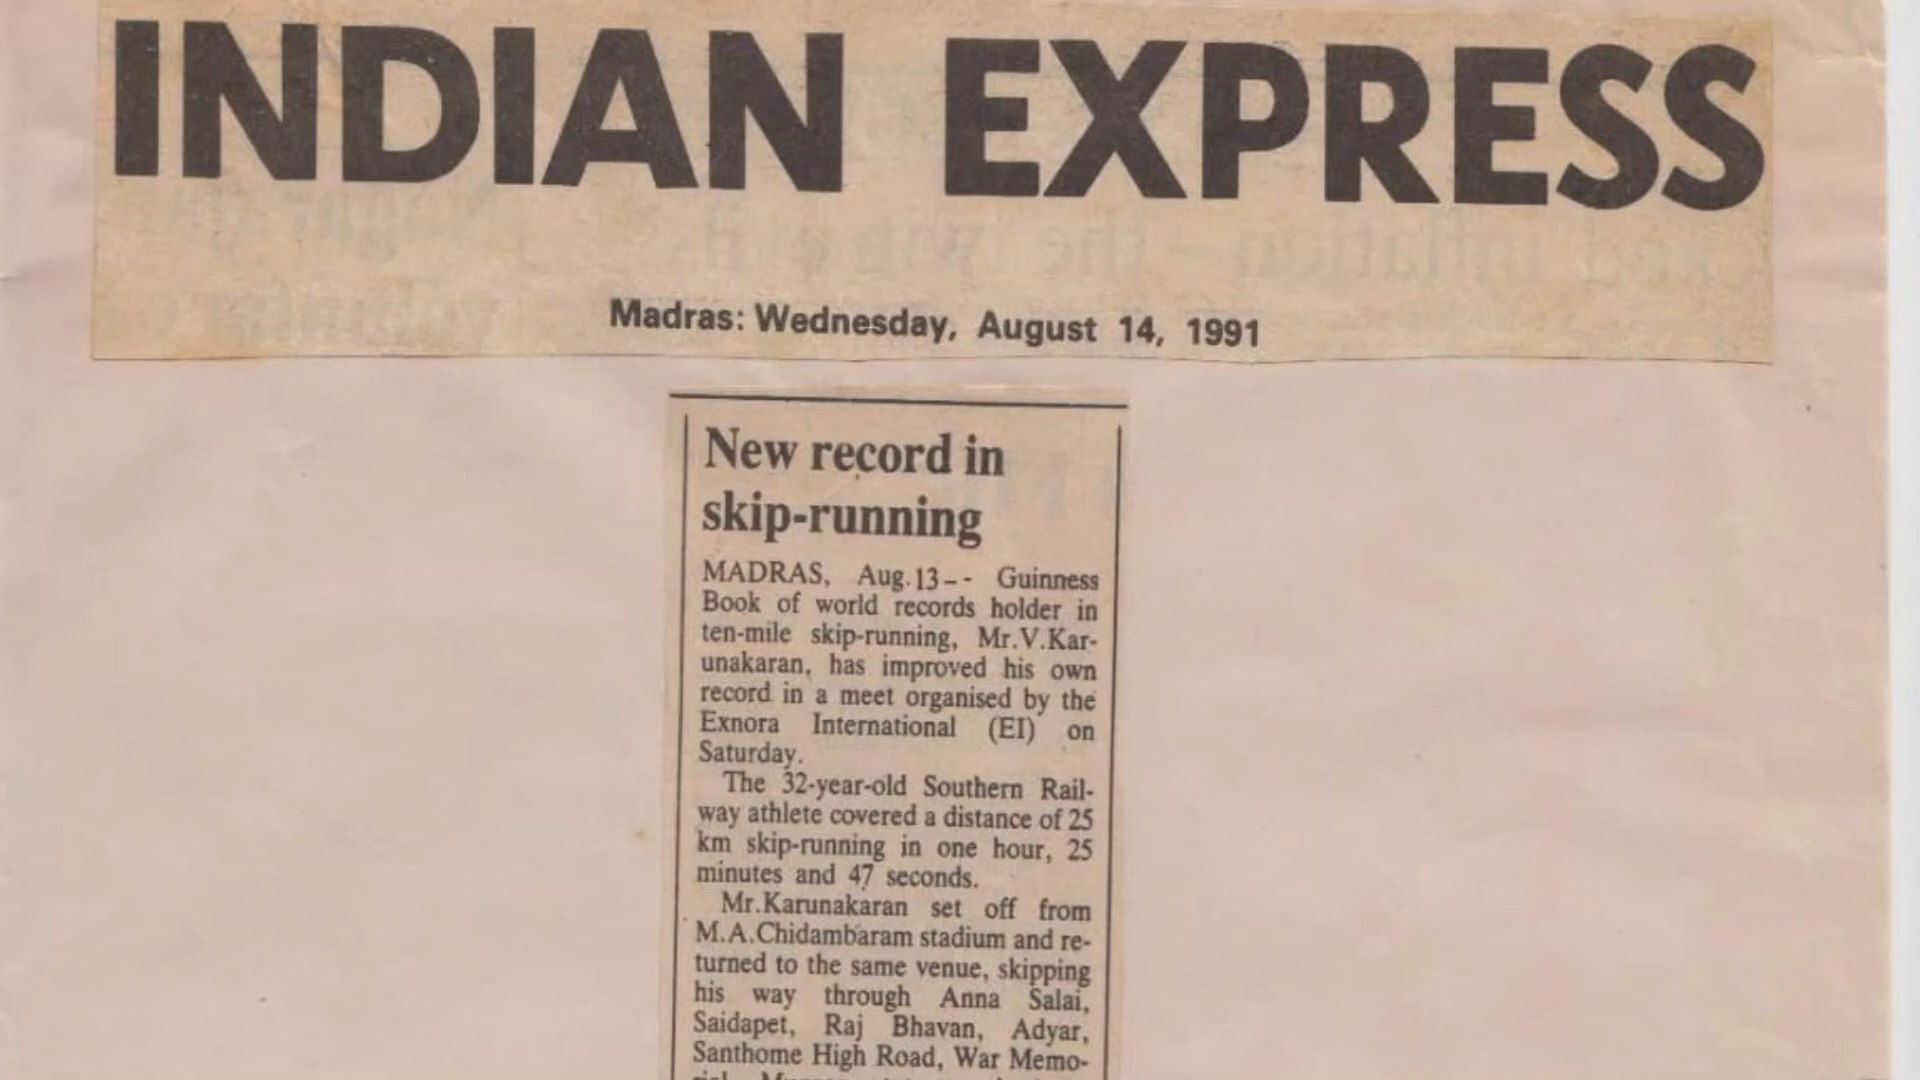 INDIAN EXPRESS
Madras: Wednesday, August 14, 1991
New record in
skip-running
MADRAS, Aug.13-- Guinness
Book of world records holder in
ten-mile skip-running, Mr.V.Kar-
unakaran, has improved his own
record in a meet organised by the
Exnora International (EI) on
Saturday.
The 32-year-old Southern Rail-
way athlete covered a distance of 25
km skip-running in one hour, 25
minutes and 47 seconds.
Mr.Karunakaran set off from
M.A.Chidambaram stadium and re-
turned to the same venue, skipping
his way through Anna Salai,
Saidapet, Raj Bhavan, Adyar,
Santhome High Road, War Memo-